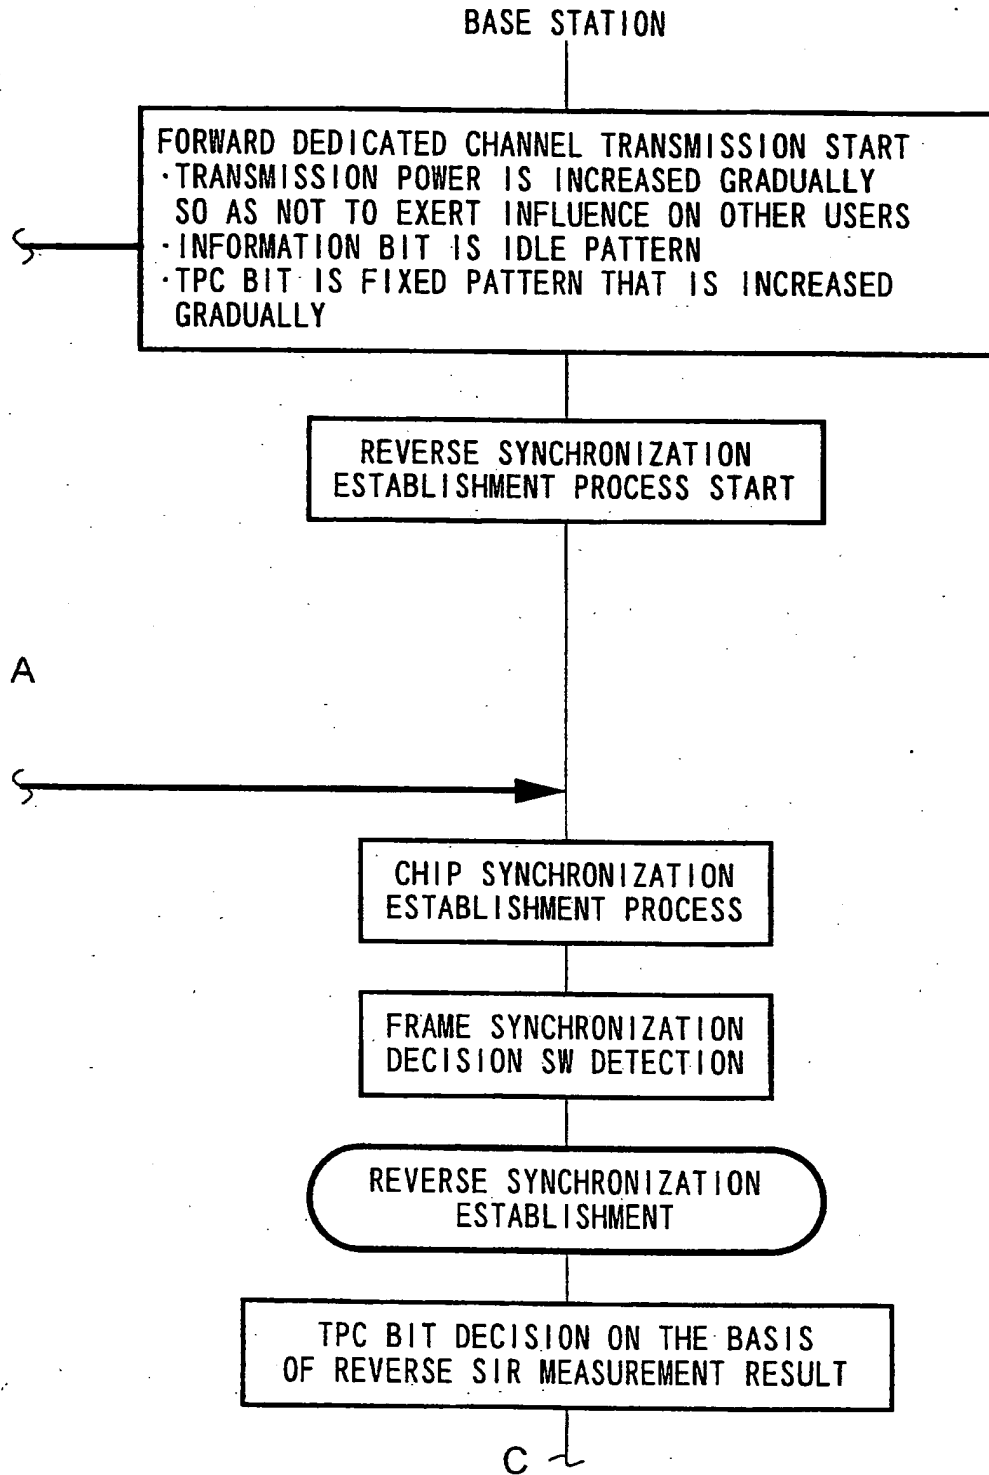 BASE STATION
FORWARD DEDICATED CHANNEL TRANSMISSION START
·TRANSMISSION POWER IS INCREASED GRADUALLY
SO AS NOT TO EXERT INFLUENCE ON OTHER USERS
·INFORMATION BIT IS IDLE PATTERN
·TPC BIT IS FIXED PATTERN THAT IS INCREASED
GRADUALLY
REVERSE SYNCHRONIZATION
ESTABLISHMENT PROCESS START
A
CHIP SYNCHRONIZATION
ESTABLISHMENT PROCESS
FRAME SYNCHRONIZATION
DECISION SW DETECTION
REVERSE SYNCHRONIZATION
ESTABLISHMENT
TPC BIT DECISION ON THE BASIS
OF REVERSE SIR MEASUREMENT RESULT
C